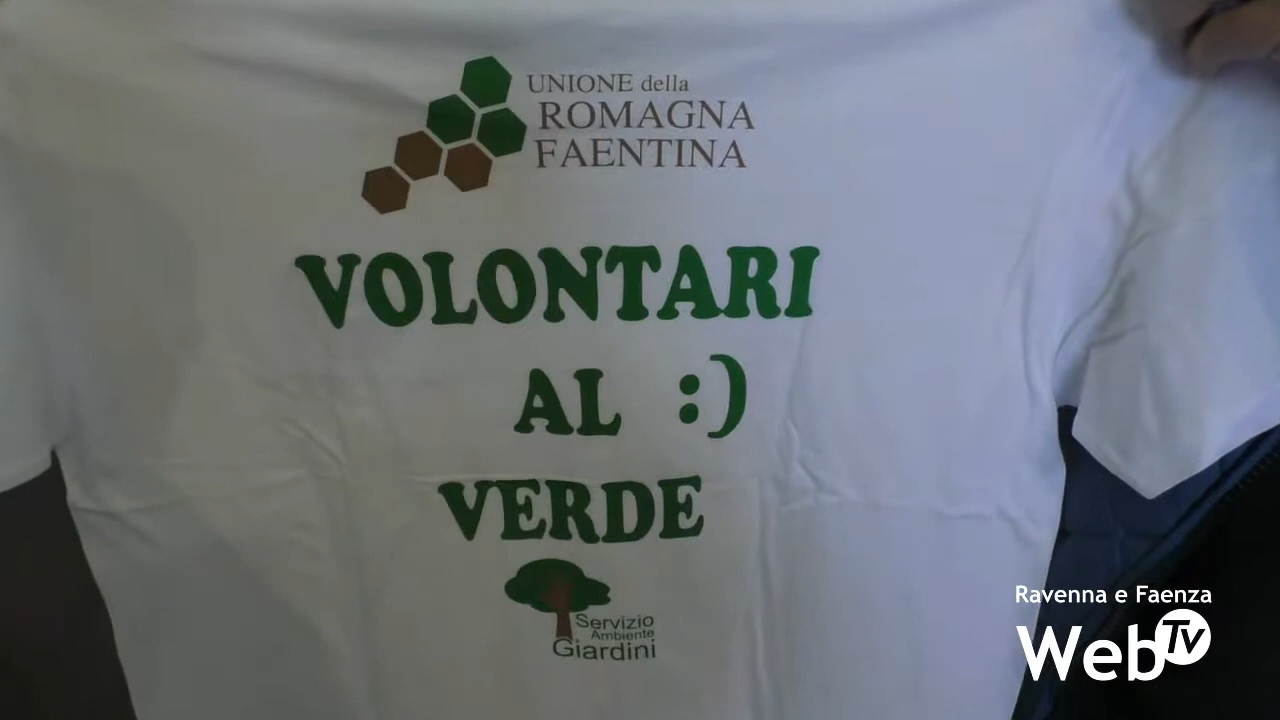 UNIONE della
ROMAGNA
FAENTINA
VOLONTARI
AL :)
VERDE
Servizio
Ambiente
Giardini
Ravenna e Faenza
WebTv